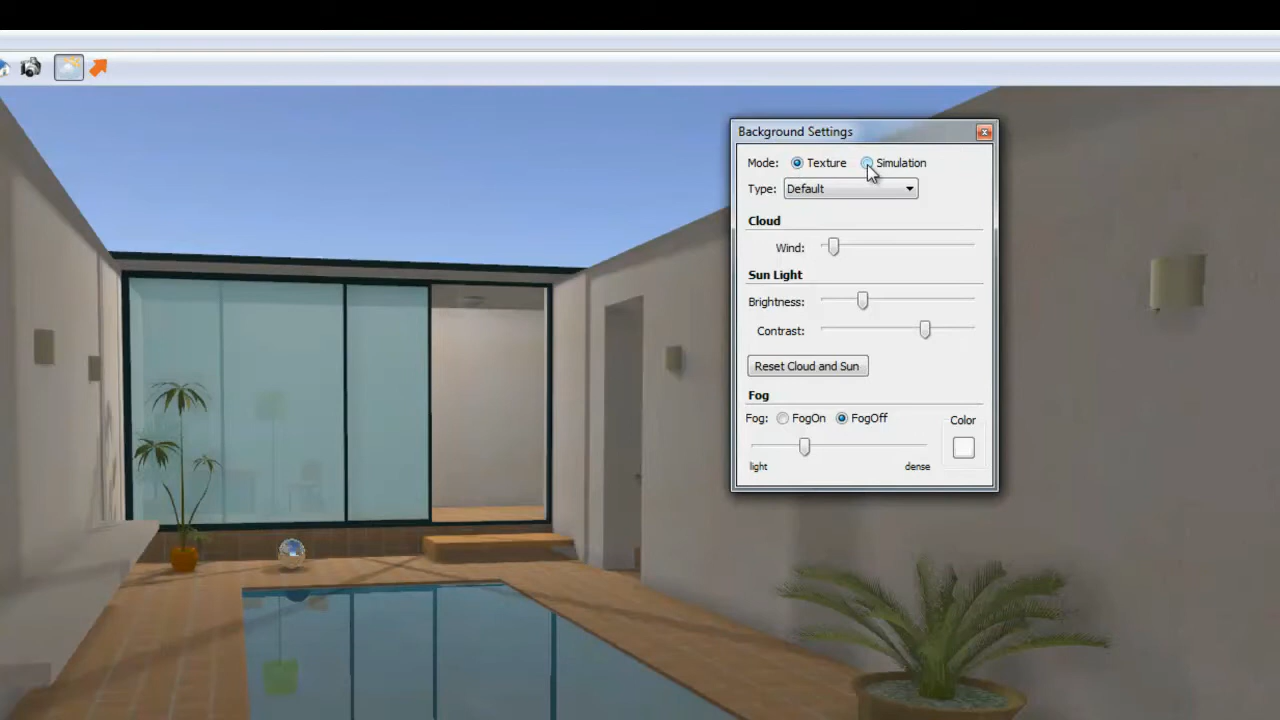 Background Settings
Mode: Texture Simulation
Type: Default
Cloud
Wind:
Sun Light
Brightness:
Contrast:
Reset Cloud and Sun
Fog
Fog: FogOn FogOff Color
light dense